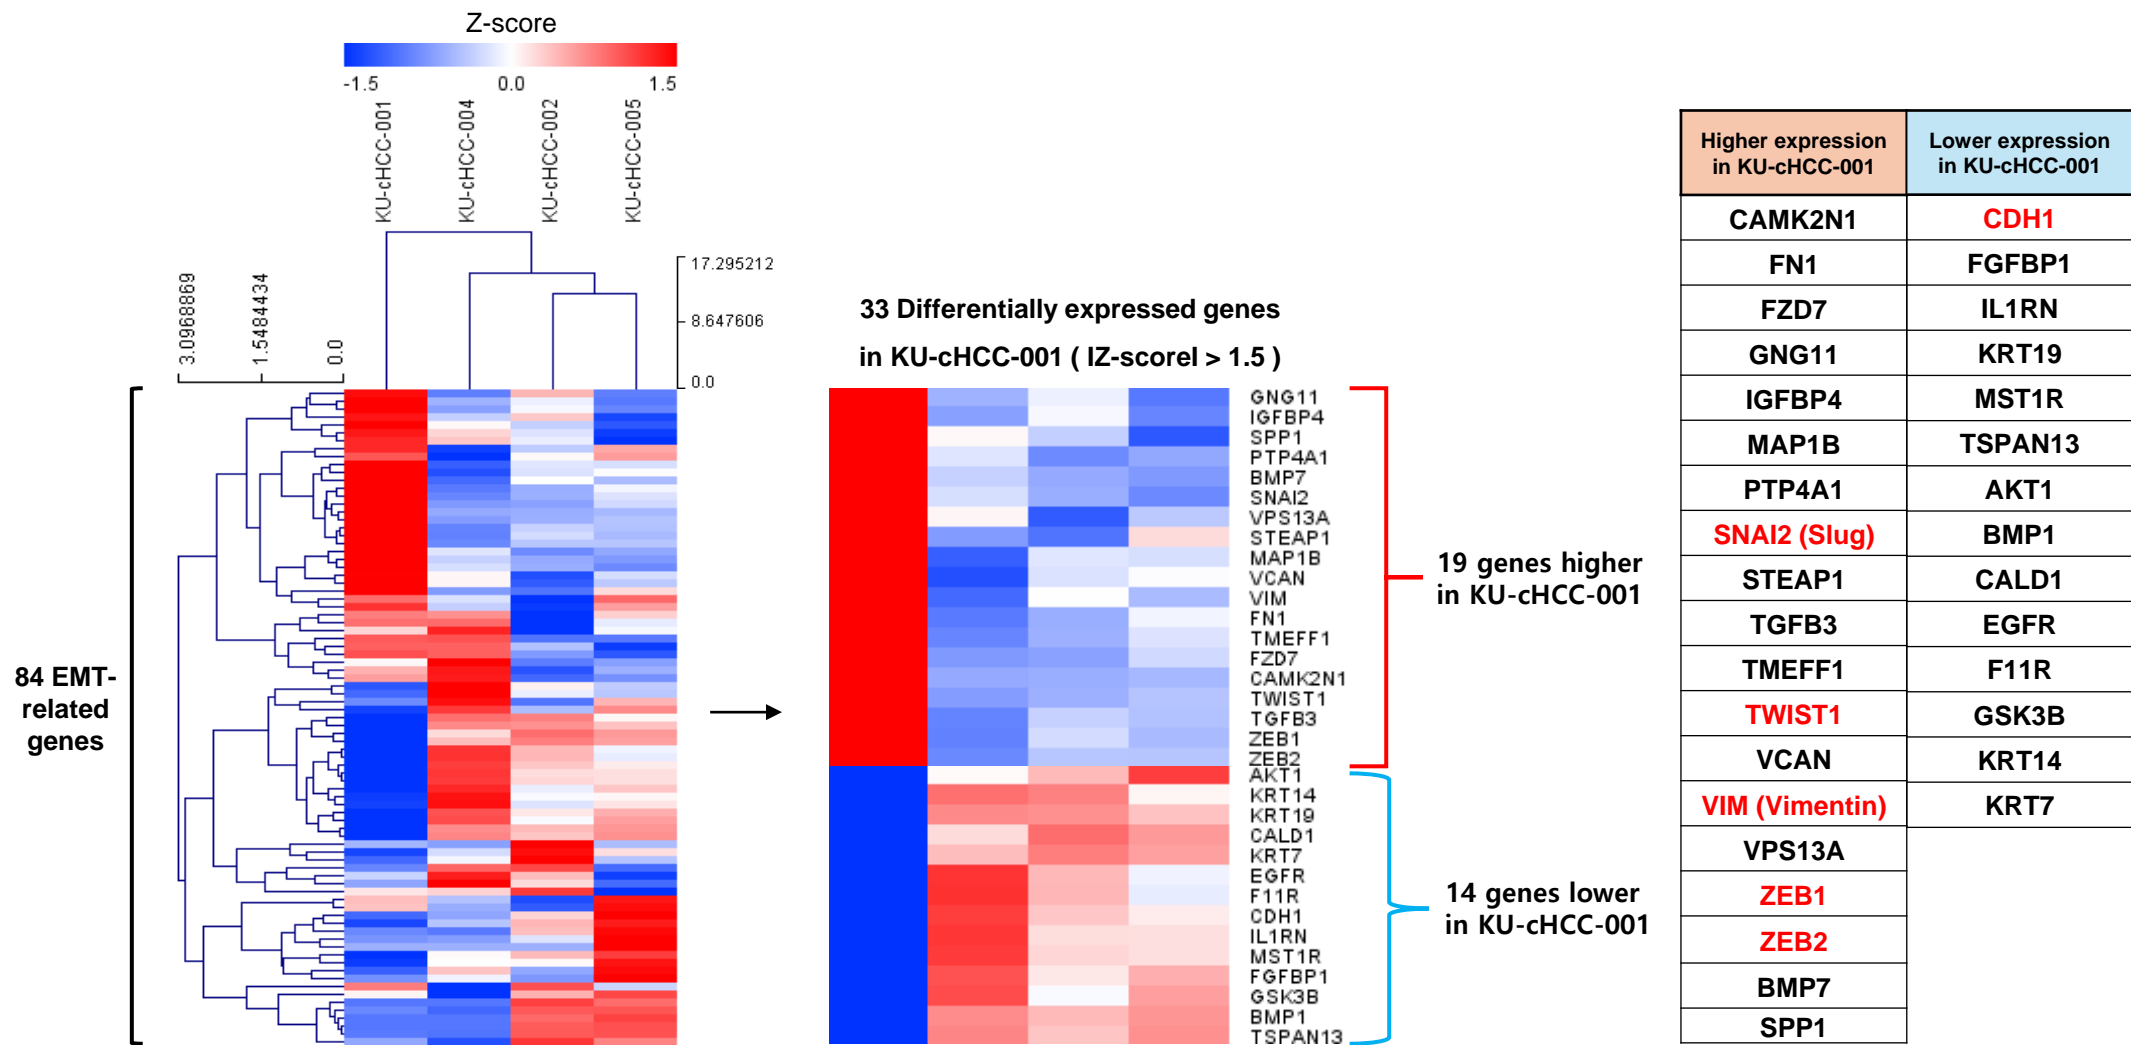 Z-score
-1.5
0.0
1.5
KU-cHCC-001
KU-cHCC-004
KU-cHCC-002
KU-cHCC-005
17.295212
8.647606
0.0
3.0968869
1.5484434
0.0
84 EMT-
related
genes
33 Differentially expressed genes
in KU-cHCC-001 ( IZ-scoreI > 1.5 )
GNG11
IGFBP4
SPP1
PTP4A1
BMP7
SNAI2
VPS13A
STEAP1
MAP1B
VCAN
VIM
FN1
TMEFF1
FZD7
CAMK2N1
TWIST1
TGFB3
ZEB1
ZEB2
AKT1
KRT14
KRT19
CALD1
KRT7
EGFR
F11R
CDH1
IL1RN
MST1R
FGFBP1
GSK3B
BMP1
TSPAN13
19 genes higher
in KU-cHCC-001
14 genes lower
in KU-cHCC-001
Higher expression
in KU-cHCC-001
CAMK2N1
FN1
FZD7
GNG11
IGFBP4
MAP1B
PTP4A1
SNAI2 (Slug)
STEAP1
TGFB3
TMEFF1
TWIST1
VCAN
VIM (Vimentin)
VPS13A
ZEB1
ZEB2
BMP7
SPP1
Lower expression
in KU-cHCC-001
CDH1
FGFBP1
IL1RN
KRT19
MST1R
TSPAN13
AKT1
BMP1
CALD1
EGFR
F11R
GSK3B
KRT14
KRT7